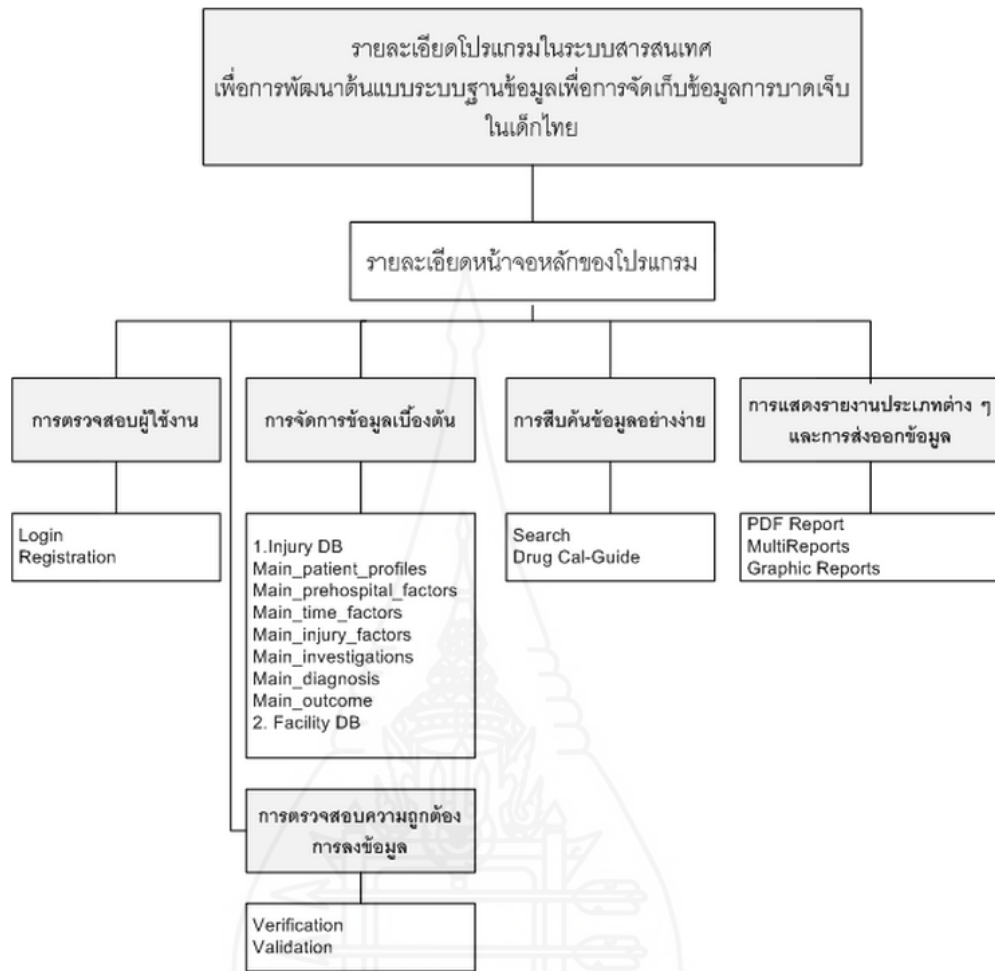 รายละเอียดโปรแกรมในระบบสารสนเทศ
เพื่อการพัฒนาต้นแบบระบบฐานข้อมูลเพื่อการจัดเก็บข้อมูลการบาดเจ็บ
ในเด็กไทย
รายละเอียดหน้าจอหลักของโปรแกรม
การตรวจสอบผู้ใช้งาน
Login
Registration
การจัดการข้อมูลเบื้องต้น
1.Injury DB
Main_patient_profiles
Main_prehospital_factors
Main_time_factors
Main_injury_factors
Main_investigations
Main_diagnosis
Main_outcome
2. Facility DB
การตรวจสอบความถูกต้อง
การลงข้อมูล
Verification
Validation
การสืบค้นข้อมูลอย่างง่าย
Search
Drug Cal-Guide
การแสดงรายงานประเภทต่าง ๆ
และการส่งออกข้อมูล
PDF Report
MultiReports
Graphic Reports